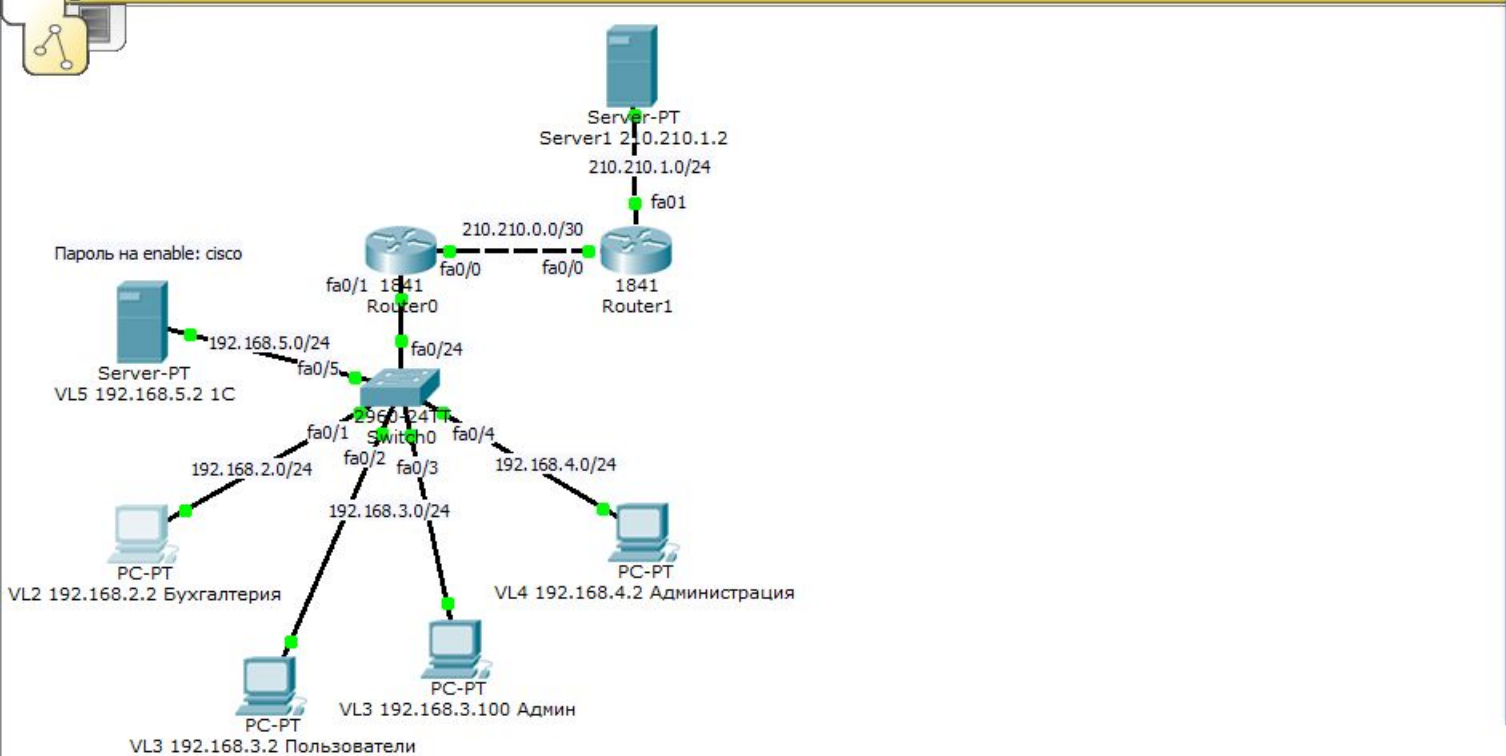 Server-PT
Server1 210.210.1.2
210.210.1.0/24
fa01
210.210.0.0/30
Пароль на enable: cisco
fa0/0
fa0/0
fa0/1
1841
Router0
1841
Router1
192.168.5.0/24
fa0/24
fa0/5
Server-PT
VL5 192.168.5.2 1C
2960-24TT
Switch0
fa0/1
fa0/4
fa0/2
fa0/3
192.168.2.0/24
192.168.4.0/24
192.168.3.0/24
PC-PT
VL2 192.168.2.2 Бухгалтерия
PC-PT
VL4 192.168.4.2 Администрация
PC-PT
VL3 192.168.3.100 Админ
PC-PT
VL3 192.168.3.2 Пользователи